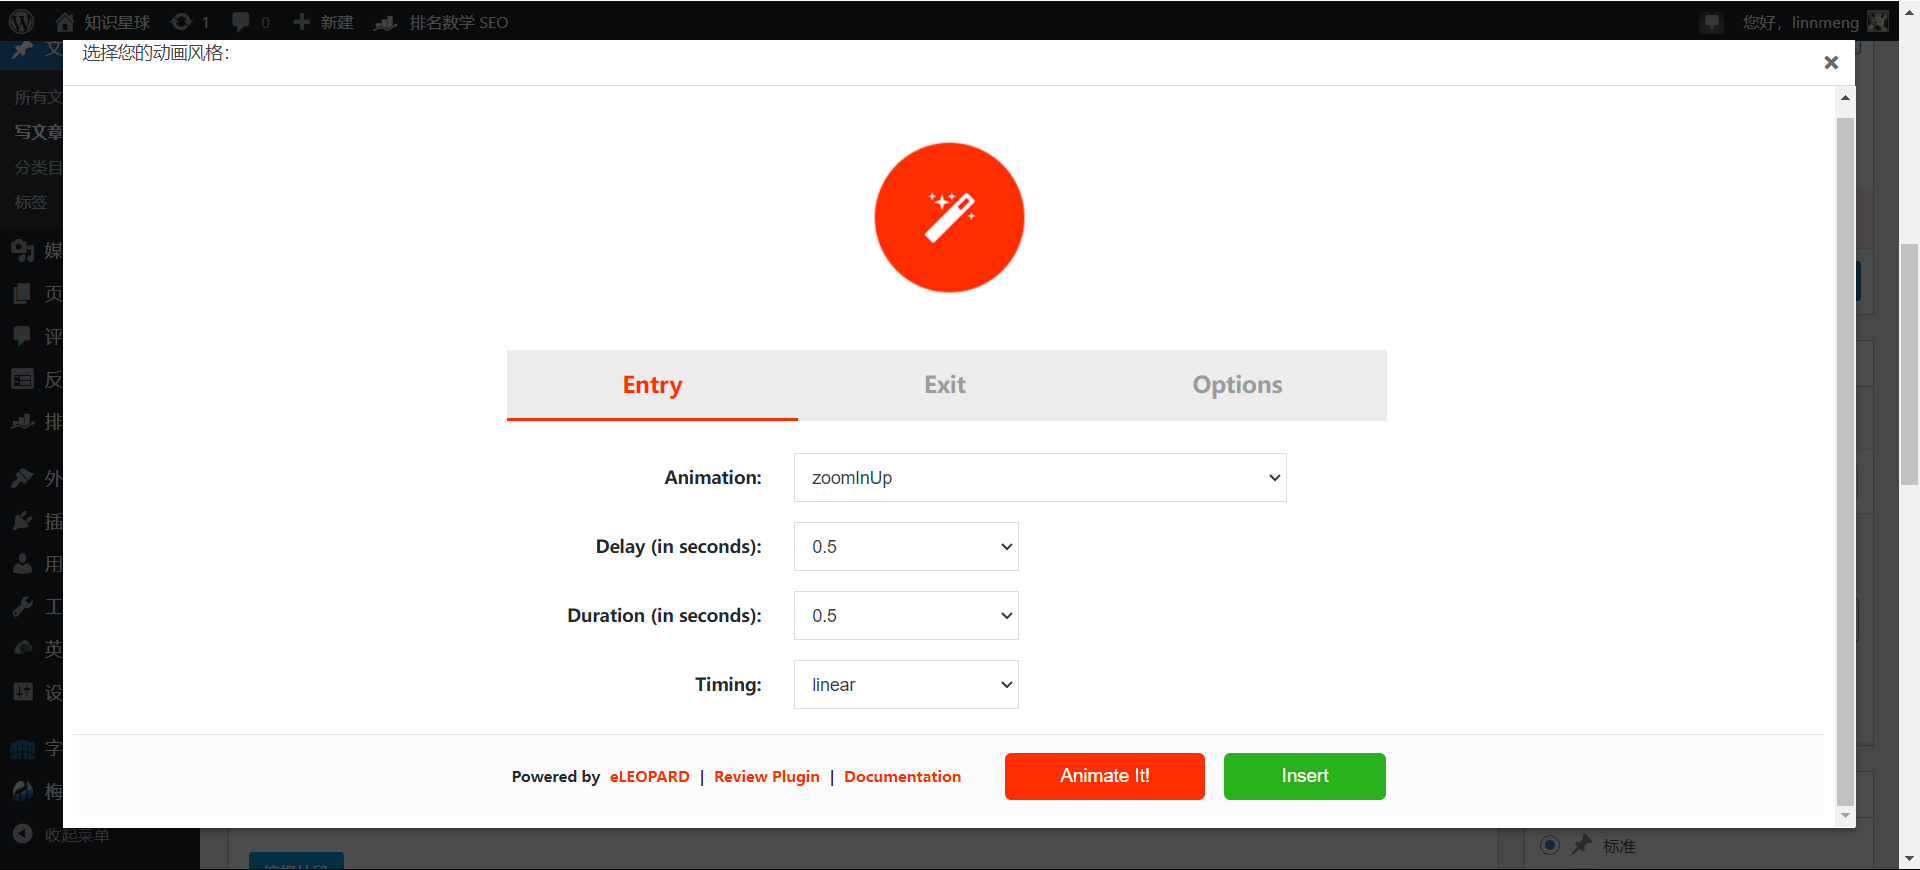 知识星球 1 0 新建 排名数学 SEO 您好，linnmeng
选择您的动画风格：
文
所有文
写文章
分类目
标签
媒
页
评
反
排
外
插
用
工
英
设
字
梅
收起菜单
Entry Exit Options
Animation: zoomInUp
Delay (in seconds): 0.5
Duration (in seconds): 0.5
Timing: linear
Powered by eLEOPARD | Review Plugin | Documentation Animate It! Insert
标准